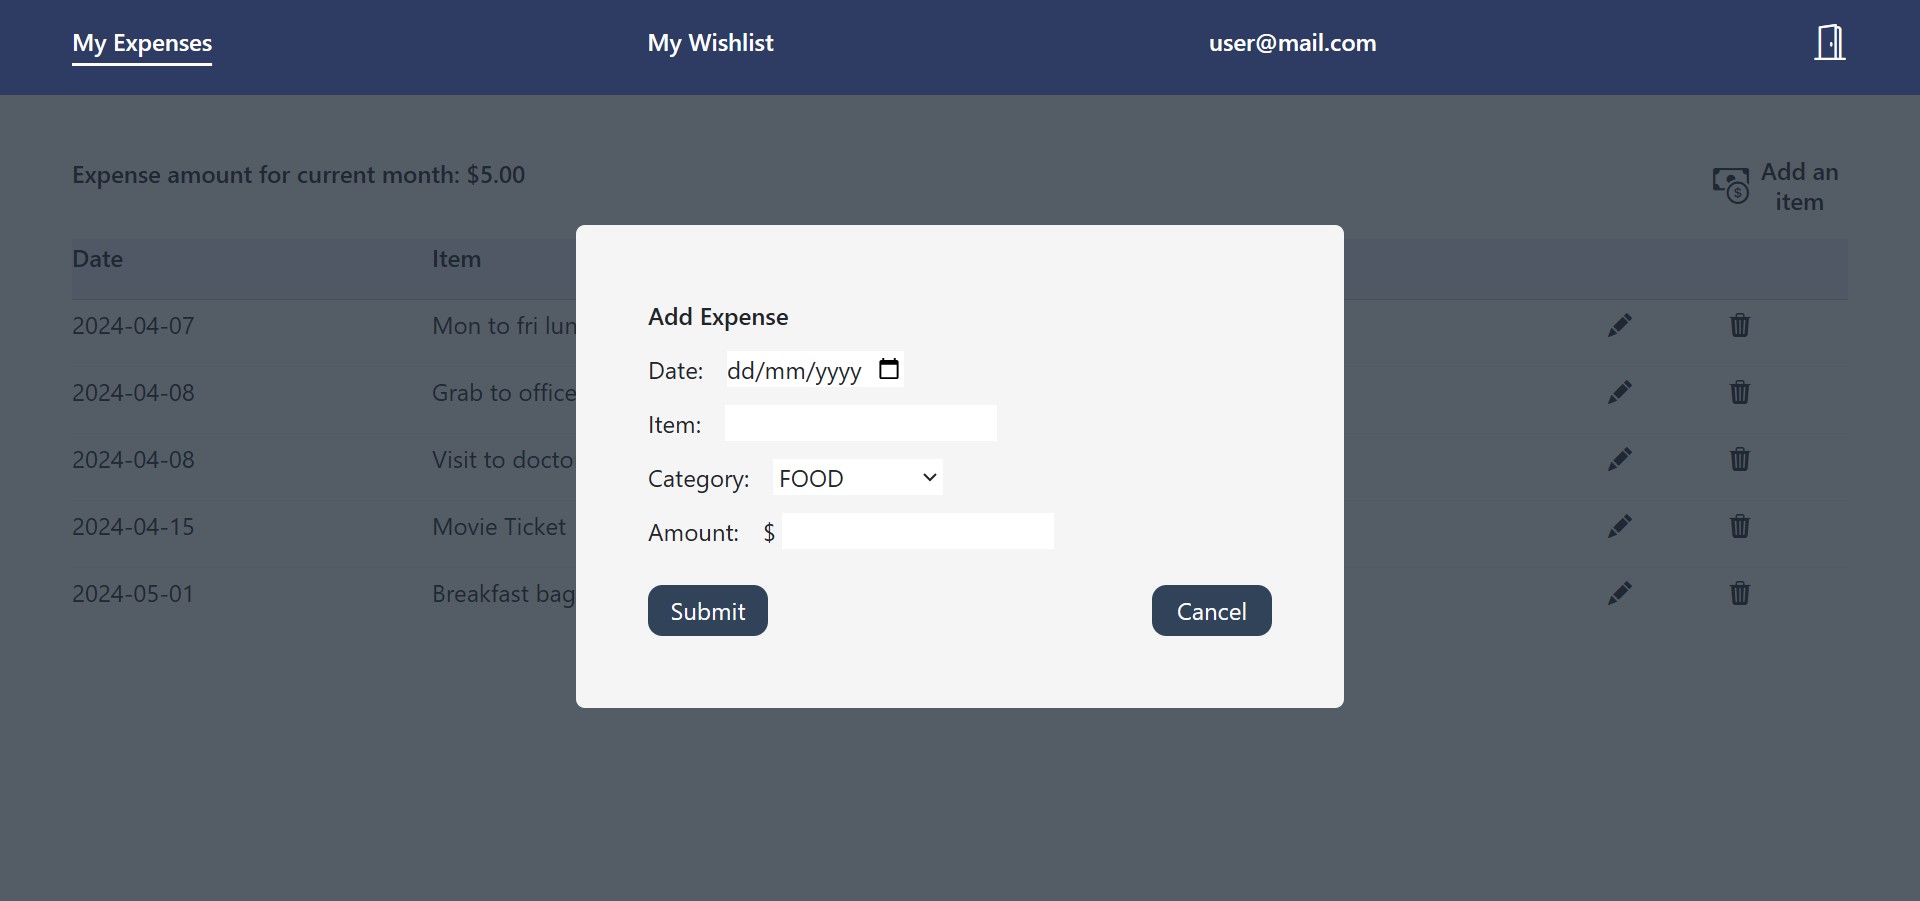 My Expenses My Wishlist user@mail.com
Expense amount for current month: $5.00
Add an
item
Date Item
2024-04-07 Mon to fri lun
2024-04-08 Grab to office
2024-04-08 Visit to docto
2024-04-15 Movie Ticket
2024-05-01 Breakfast bag
Add Expense
Date: dd/mm/yyyy
Item:
Category: FOOD
Amount: $
Submit Cancel